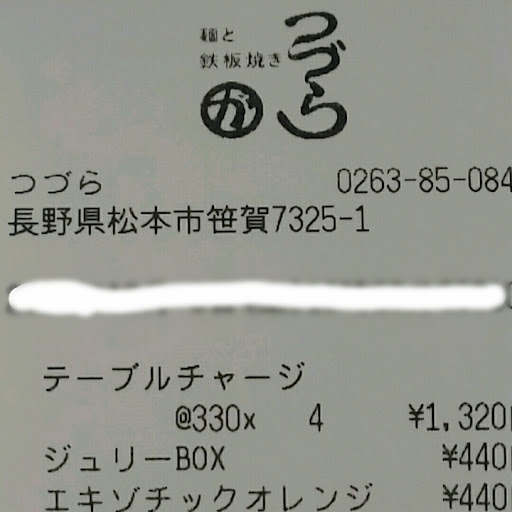 麺と
鉄板焼き
つづら
が
つづら 0263-85-084
長野県松本市笹賀7325-1
テーブルチャージ
@330x 4 ¥1,320
ジュリーBOX ¥440
エキゾチックオレンジ ¥440